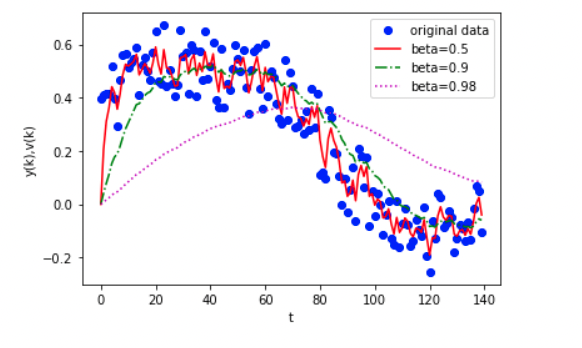 original data
beta=0.5
beta=0.9
beta=0.98
y(k),v(k)
0.6
0.4
0.2
0.0
−0.2
0 20 40 60 80 100 120 140
t